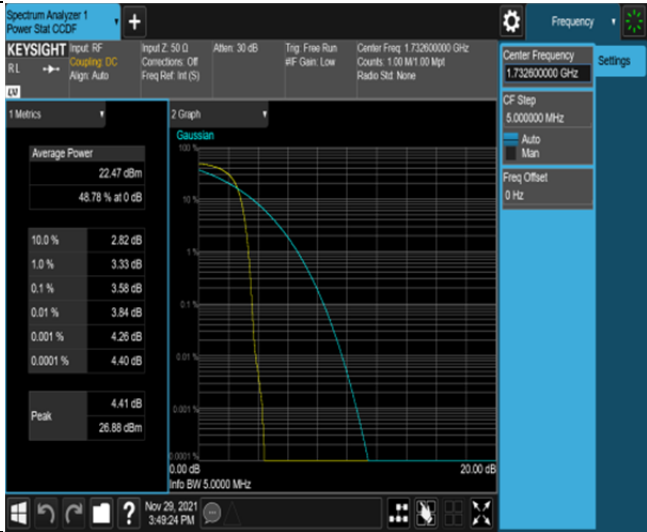 Spectrum Analyzer 1
Power Stat CCDF
Frequency
KEYSIGHT
RL
LV
Input: RF
Coupling: DC
Align: Auto
Input Z: 50 Ω
Corrections: Off
Freq Ref: Int (S)
Atten: 30 dB
Trig: Free Run
#IF Gain: Low
Center Freq: 1.732600000 GHz
Counts: 1.00 M/1.00 Mpt
Radio Std: None
Center Frequency
1.732600000 GHz
Settings
CF Step
5.000000 MHz
Auto
Man
Freq Offset
0 Hz
1 Metrics
Average Power
22.47 dBm
48.78 % at 0 dB
10.0 % 2.82 dB
1.0 % 3.33 dB
0.1 % 3.58 dB
0.01 % 3.84 dB
0.001 % 4.26 dB
0.0001 % 4.40 dB
Peak
4.41 dB
26.88 dBm
2 Graph
Gaussian
100 %
10 %
1 %
0.1 %
0.01 %
0.001 %
0.0001 %
0.00 dB 20.00 dB
Info BW 5.0000 MHz
?
Nov 29, 2021
3:49:24 PM